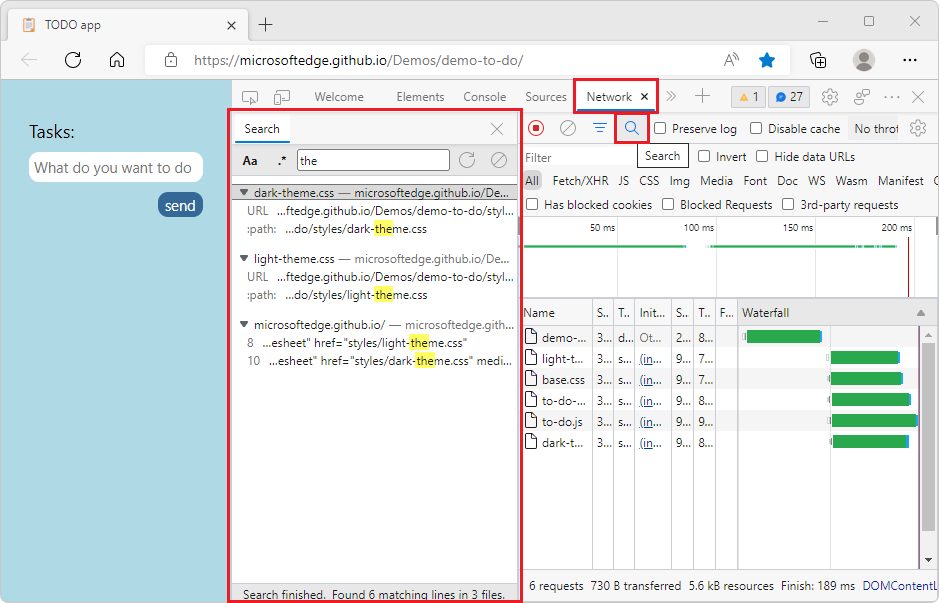 TODO app
https://microsoftedge.github.io/Demos/demo-to-do/
Tasks:
What do you want to do
send
Welcome Elements Console Sources Network 1 27
Search
Aa .* the
dark-theme.css — microsoftedge.github.io/De...
URL ...ftedge.github.io/Demos/demo-to-do/styl...
:path: ...do/styles/dark-theme.css
light-theme.css — microsoftedge.github.io/De...
URL ...ftedge.github.io/Demos/demo-to-do/styl...
:path: ...do/styles/light-theme.css
microsoftedge.github.io/ — microsoftedge.gith...
8 ...esheet" href="styles/light-theme.css"
10 ...esheet" href="styles/dark-theme.css" medi...
Search finished. Found 6 matching lines in 3 files.
Preserve log Disable cache No throt
Filter Search Invert Hide data URLs
All Fetch/XHR JS CSS Img Media Font Doc WS Wasm Manifest
Has blocked cookies Blocked Requests 3rd-party requests
50 ms 100 ms 150 ms 200 ms
Name S.. T.. Init... S.. T.. F... Waterfall
demo-... 3... d... Ot... 2... 8...
light-t... 3... s... (in... 9... 7...
base.css 3... s... (in... 9... 7...
to-do-... 3... s... (in... 9... 8...
to-do.js 3... s... (in... 9... 9...
dark-t... 3... s... (in... 9... 8...
6 requests 730 B transferred 5.6 kB resources Finish: 189 ms DOMContentL